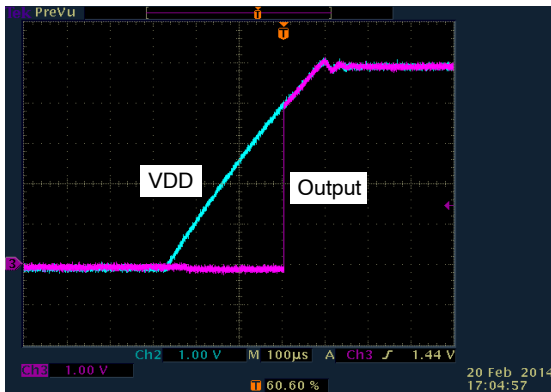 PreVu
T
T
VDD
Output
3
Ch2 1.00 V M 100µs A Ch3 ƒ 1.44 V
Ch3 1.00 V
T 60.60 %
20 Feb 2014
17:04:57